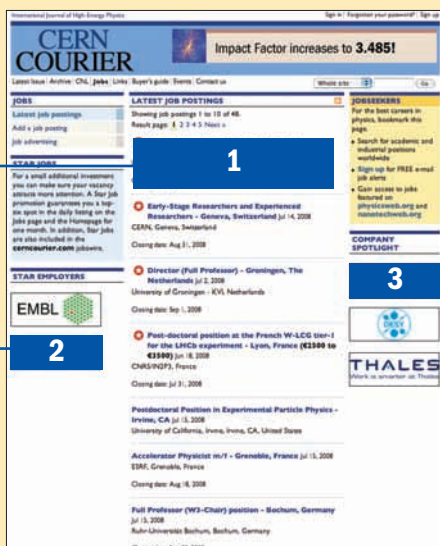 International Journal of High-Energy Physics
Sign in | Forgotten your password? | Sign up
CERN
COURIER
Impact Factor increases to 3.485!
Latest Issue | Archive | CNL | Jobs | Links | Buyer's guide | Events | Contact us
Whole site
Go
JOBS
Latest job postings
Add a job posting
Job advertising
STAR JOBS
For a small additional investment
you can make sure your vacancy
attracts more attention. A Star Job
promotion guarantees you a top-
six spot in the daily listing on the
jobs page and the Homepage for
one month. In addition, Star Jobs
are also included in the
cerncourier.com jobswire.
STAR EMPLOYERS
EMBL
2
LATEST JOB POSTINGS
Showing job postings 1 to 10 of 48.
Result page: 1 2 3 4 5 Next »
1
Early-Stage Researchers and Experienced
Researchers - Geneva, Switzerland Jul 14, 2008
CERN, Geneva, Switzerland
Closing date: Aug 31, 2008
Director (Full Professor) - Groningen, The
Netherlands Jul 2, 2008
University of Groningen - KVI, Netherlands
Closing date: Sep 1, 2008
Post-doctoral position at the French W-LCG tier-1
for the LHCb experiment - Lyon, France (€2500 to
€3500) Jun 18, 2008
CNRS/IN2P3, France
Closing date: Jul 31, 2008
Postdoctoral Position in Experimental Particle Physics -
Irvine, CA Jul 15, 2008
University of California, Irvine, Irvine, CA, United States
Accelerator Physicist m/f - Grenoble, France Jul 15, 2008
ESRF, Grenoble, France
Closing date: Aug 18, 2008
Full Professor (W3-Chair) position - Bochum, Germany
Jul 15, 2008
Ruhr-Universität Bochum, Bochum, Germany
JOBSEEKERS
For the best careers in
physics, bookmark this
page.
Search for academic and
industrial positions
worldwide
Sign up for FREE e-mail
job alerts
Gain access to jobs
featured on
physicsweb.org and
nanotechweb.org
COMPANY
SPOTLIGHT
3
DESY
THALES
Work is smarter at Thales